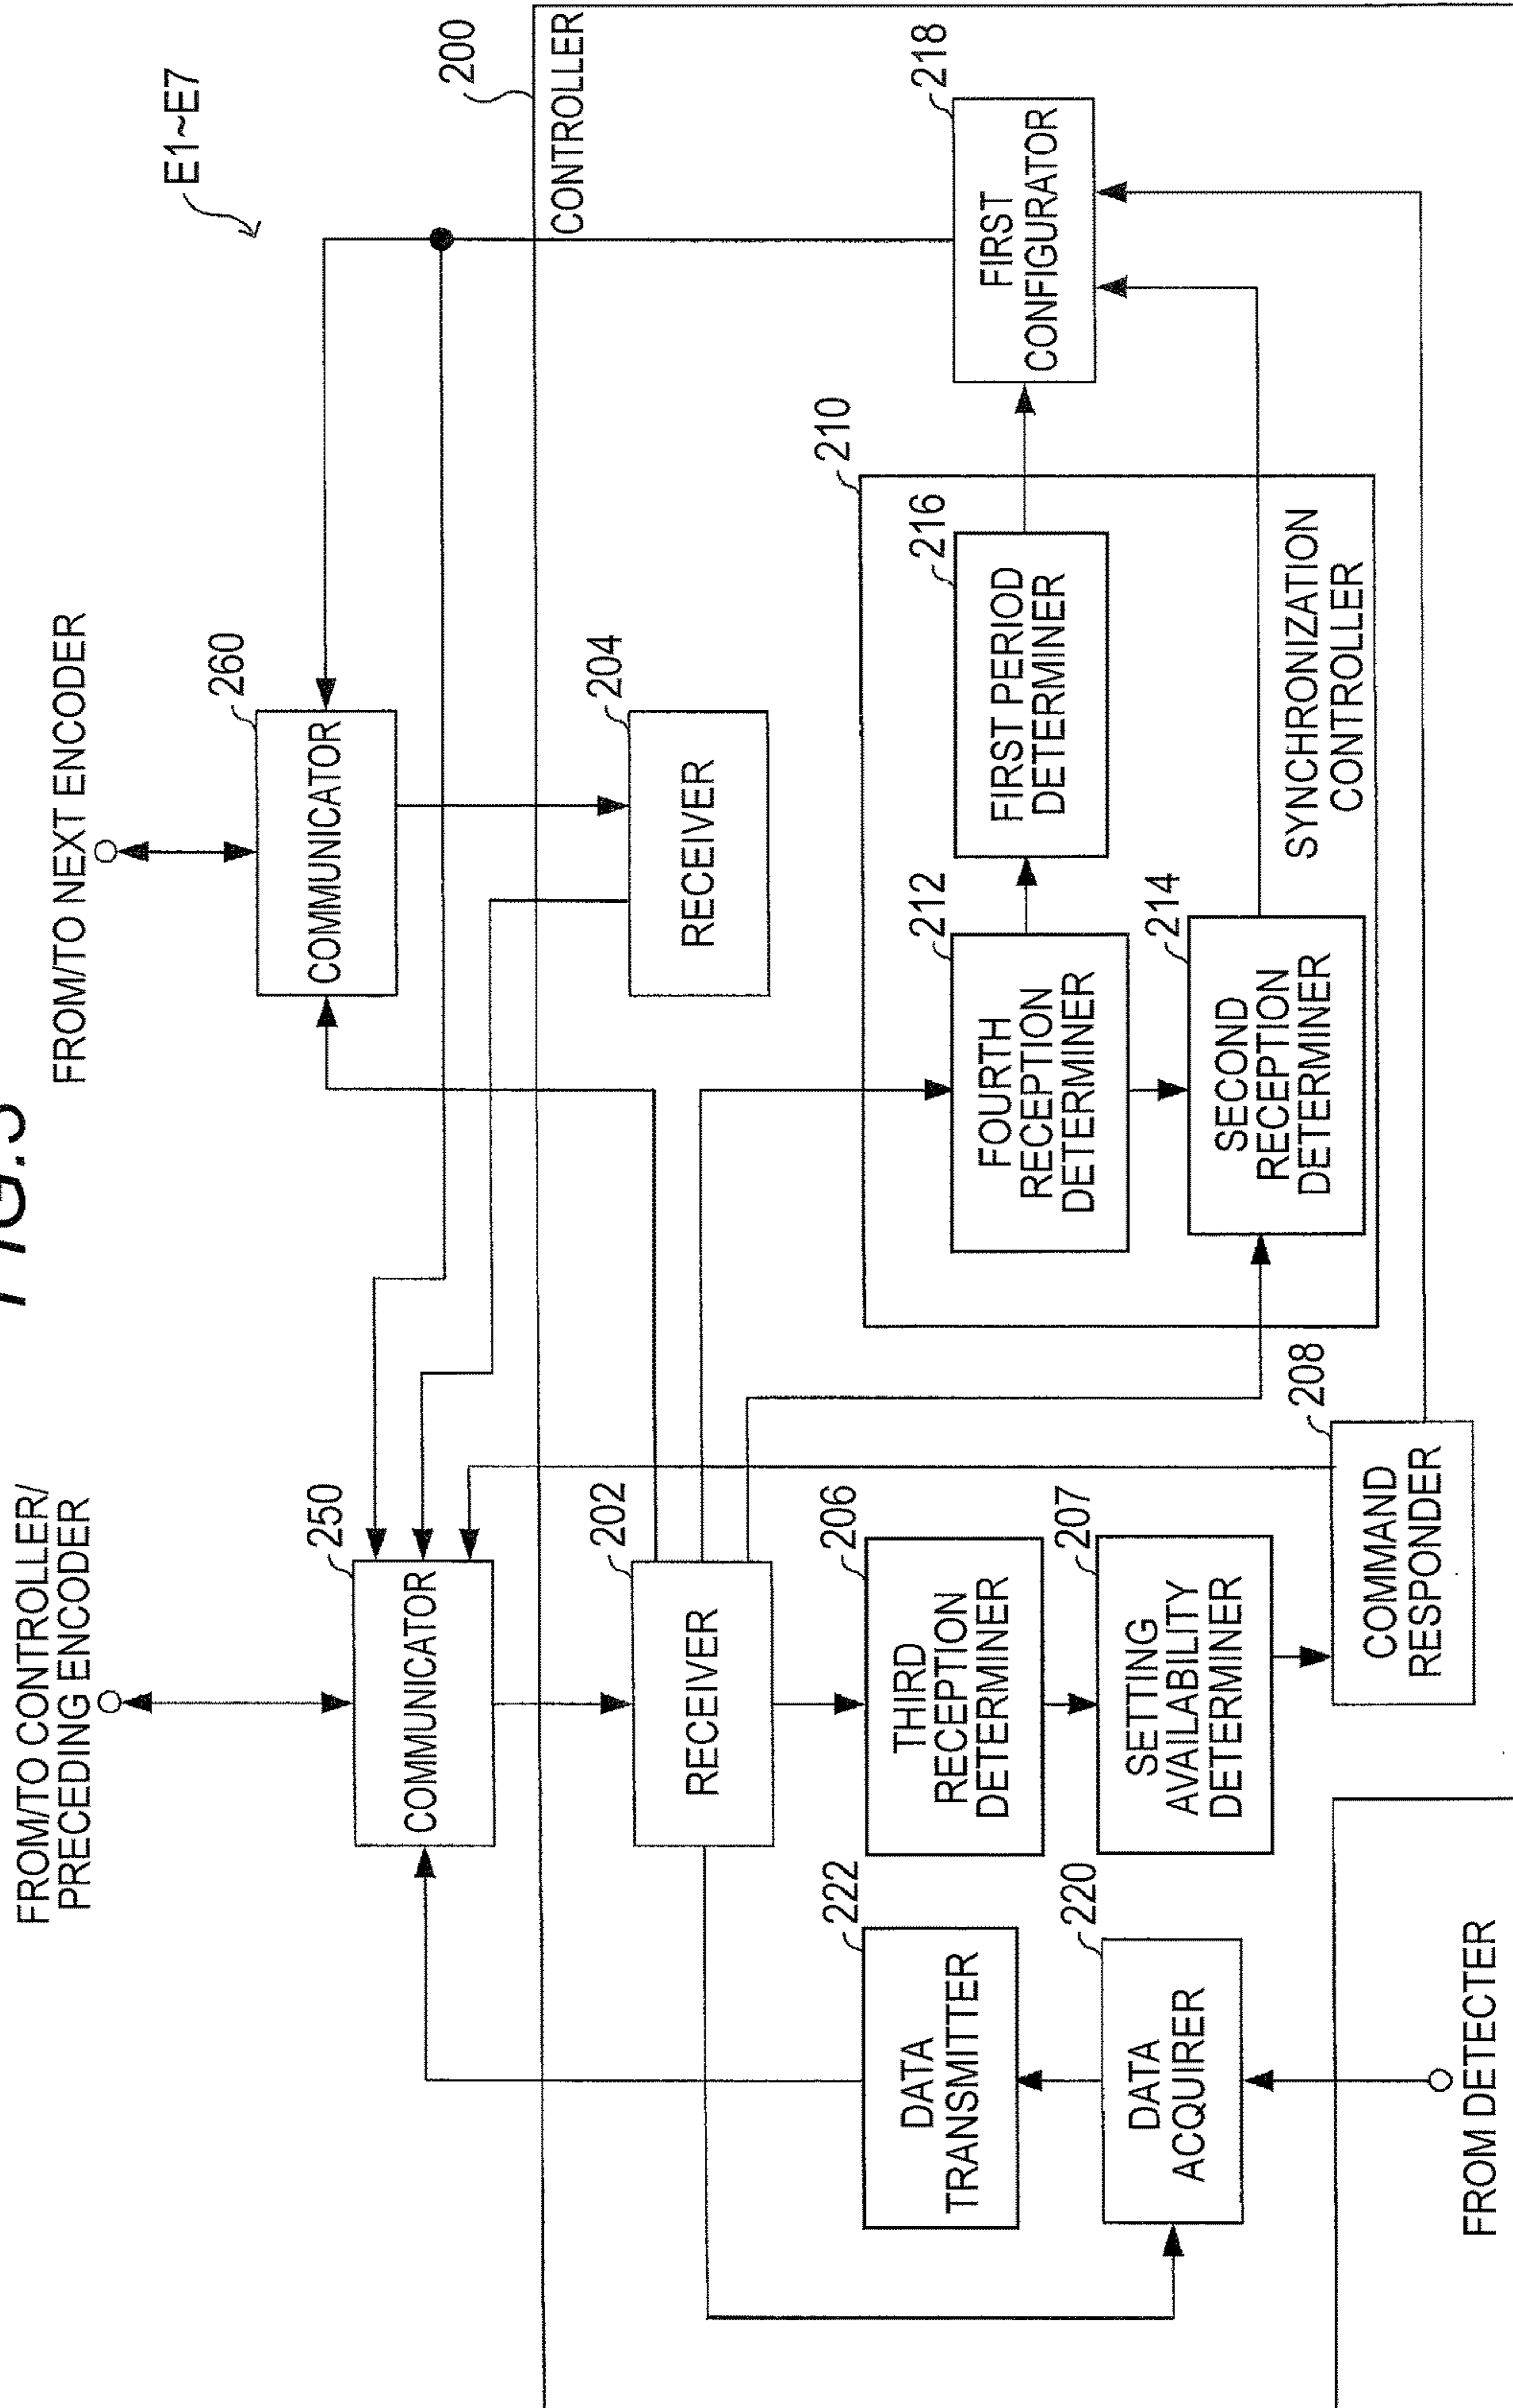 FIG.5
FROM/TO CONTROLLER/
PRECEDING ENCODER
FROM/TO NEXT ENCODER
E1~E7
250
COMMUNICATOR
260
COMMUNICATOR
200
CONTROLLER
202
RECEIVER
204
RECEIVER
222
DATA
TRANSMITTER
206
THIRD
RECEPTION
DETERMINER
210
212
FOURTH
RECEPTION
DETERMINER
216
FIRST PERIOD
DETERMINER
218
FIRST
CONFIGURATOR
220
DATA
ACQUIRER
207
SETTING
AVAILABILITY
DETERMINER
214
SECOND
RECEPTION
DETERMINER
SYNCHRONIZATION
CONTROLLER
208
COMMAND
RESPONDER
FROM DETECTER